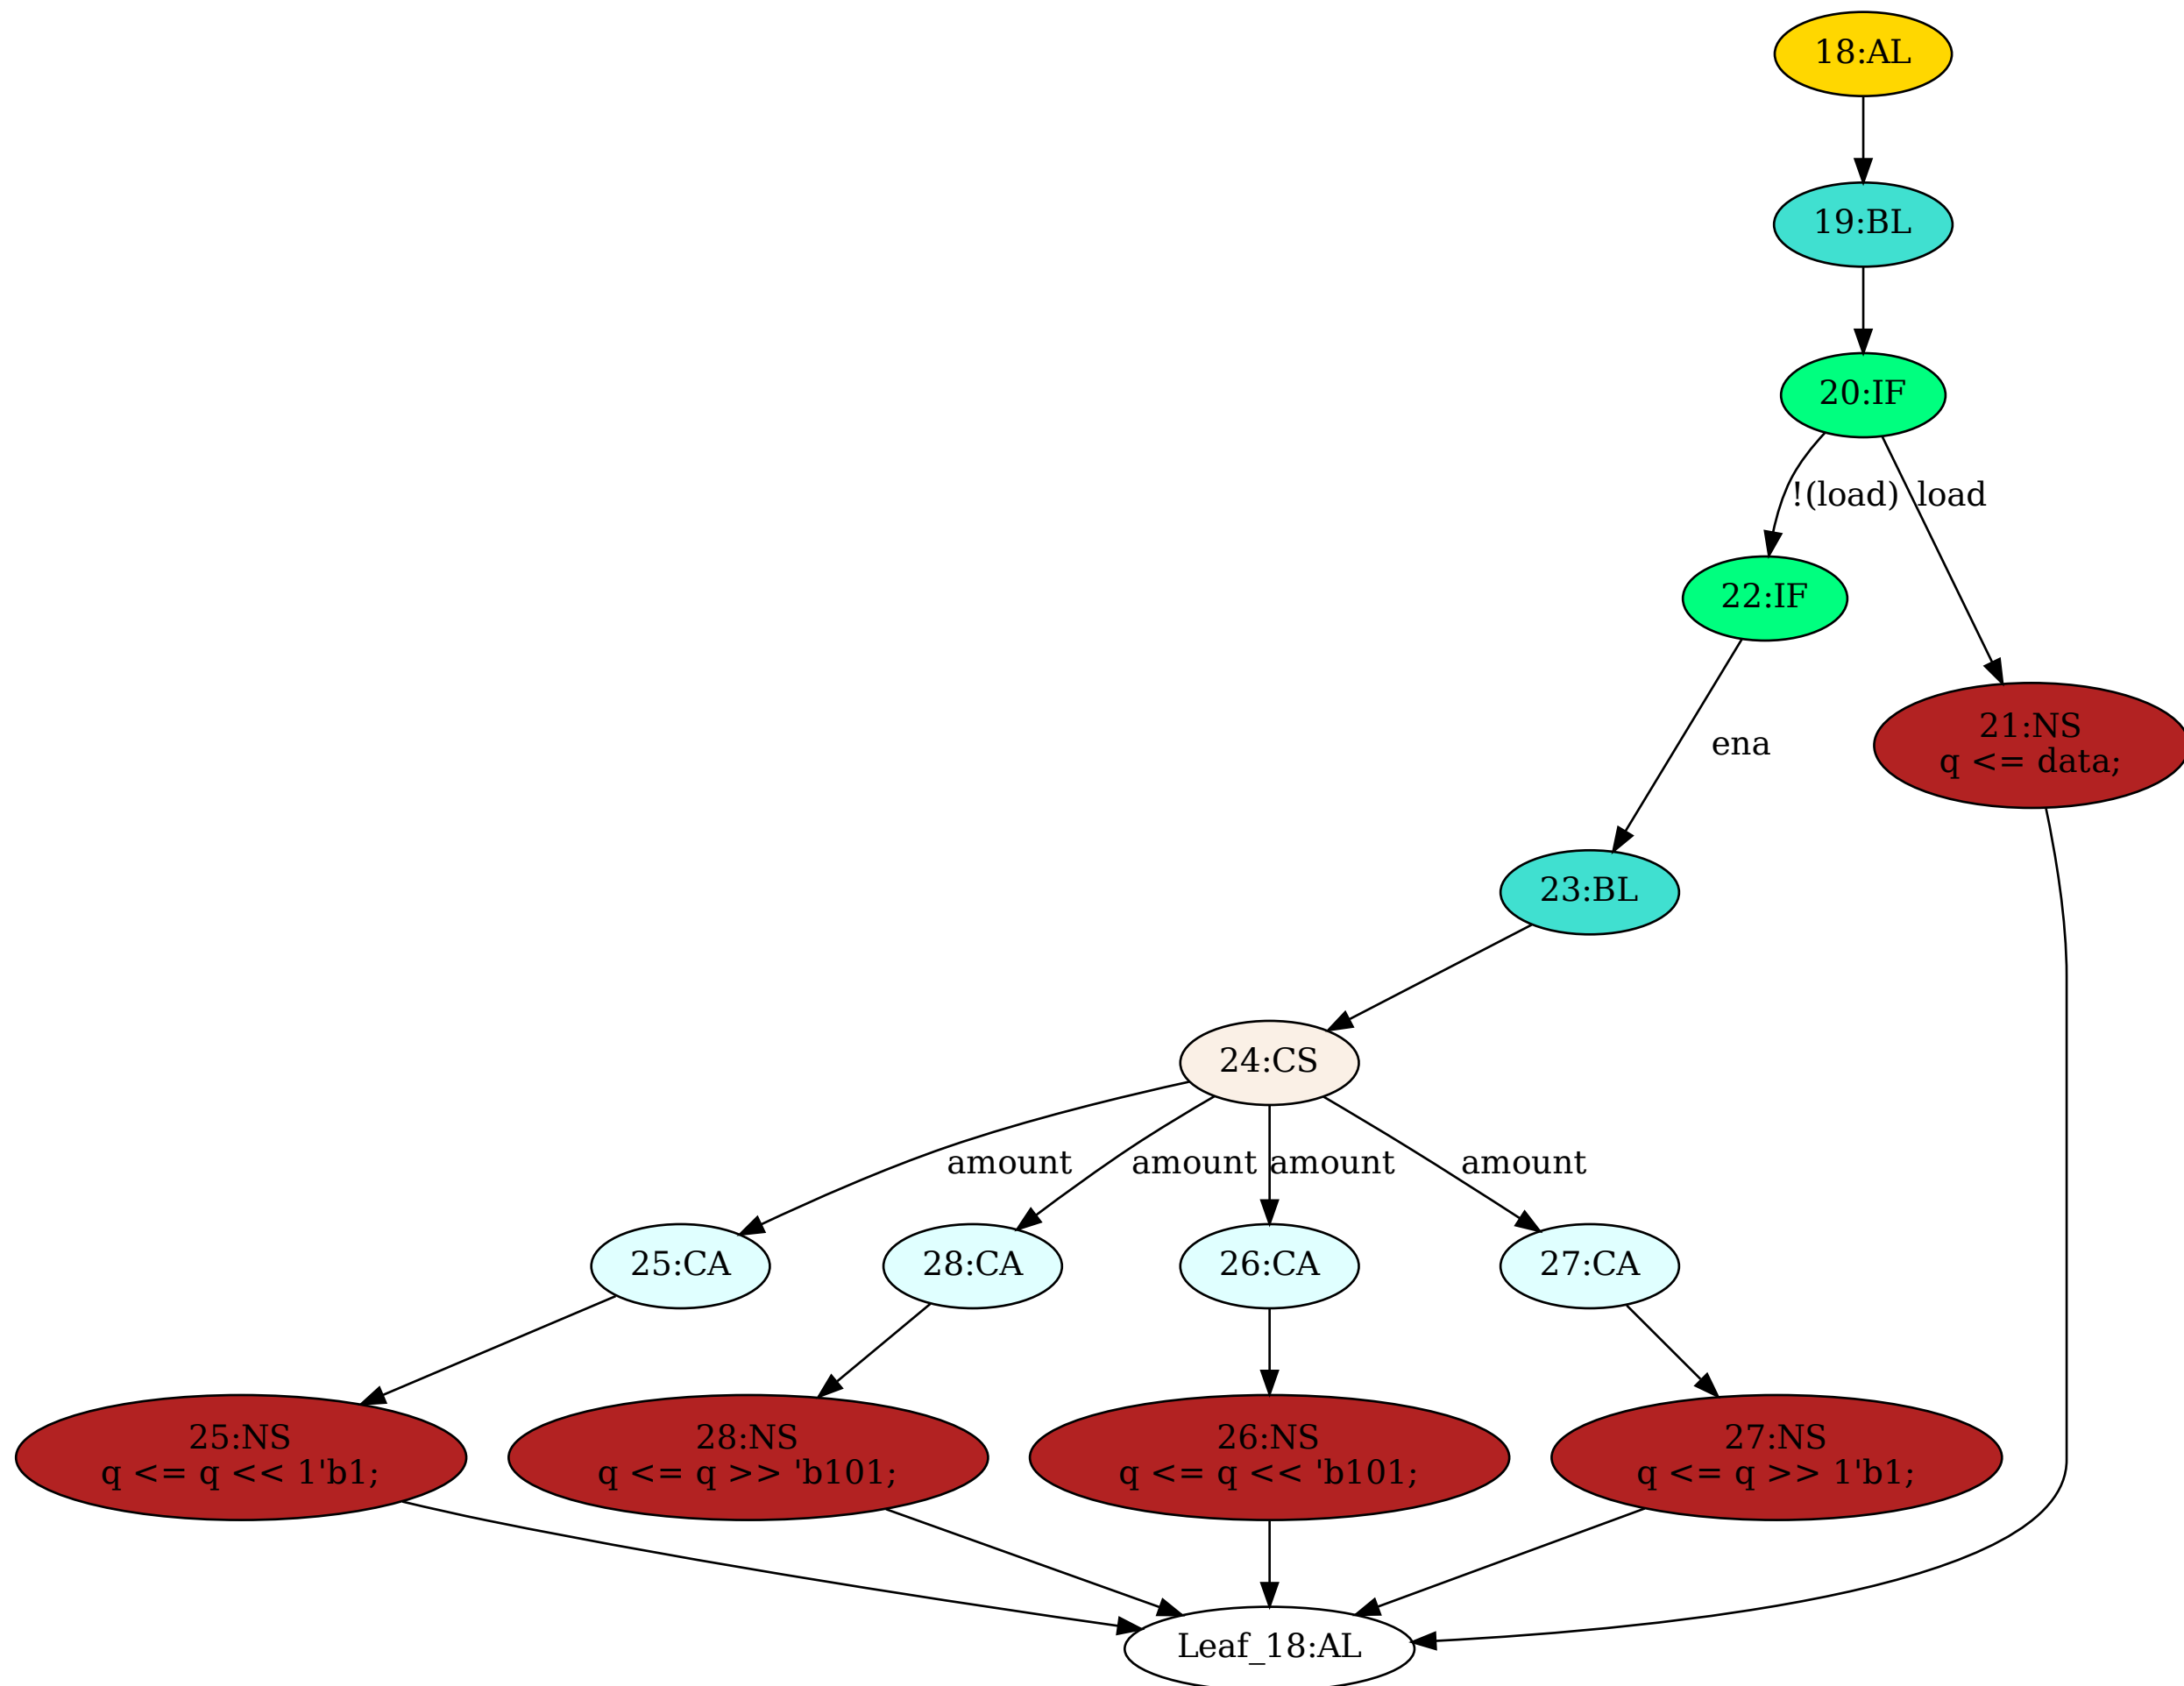 18:AL
19:BL
20:IF
!(load)
load
22:IF
21:NS
q <= data;
ena
23:BL
24:CS
amount
amount
amount
amount
25:CA
28:CA
26:CA
27:CA
25:NS
q <= q << 1'b1;
28:NS
q <= q >> 'b101;
26:NS
q <= q << 'b101;
27:NS
q <= q >> 1'b1;
Leaf_18:AL